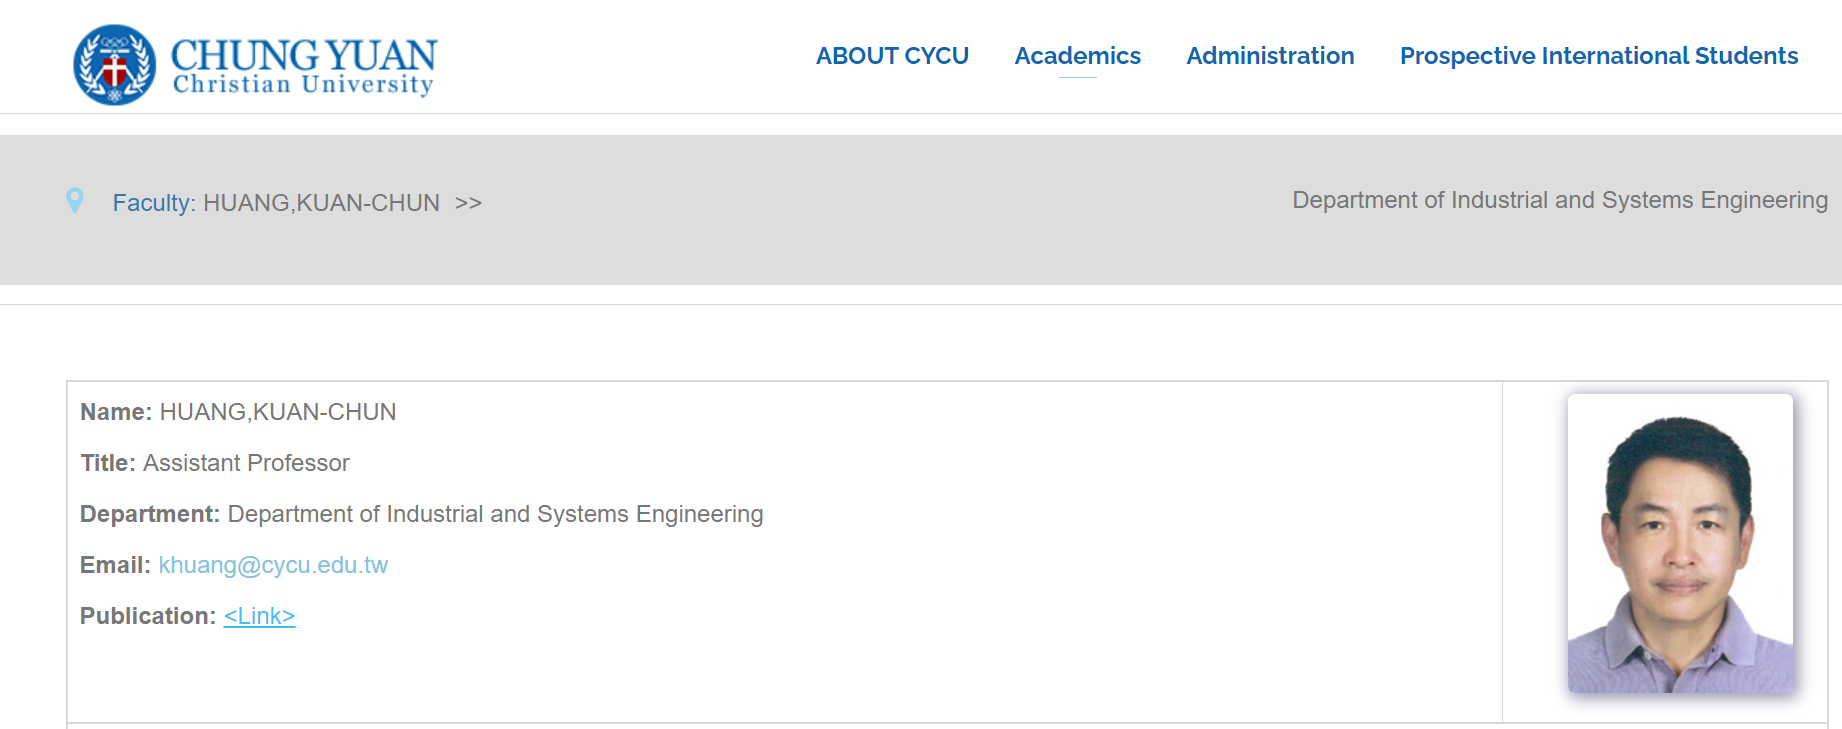 CHUNG YUAN
Christian University
ABOUT CYCU Academics Administration Prospective International Students
Faculty: HUANG,KUAN-CHUN >>
Department of Industrial and Systems Engineering
Name: HUANG,KUAN-CHUN
Title: Assistant Professor
Department: Department of Industrial and Systems Engineering
Email: khuang@cycu.edu.tw
Publication: <Link>